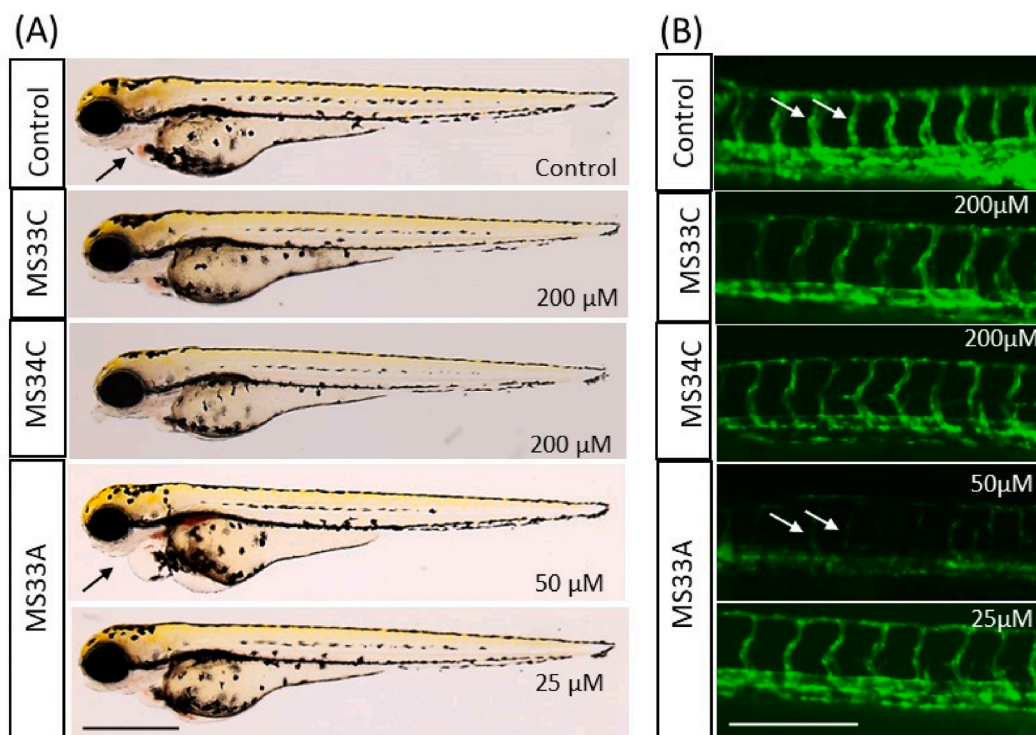 (A)
Control
Control
MS33C
200 µM
MS34C
200 µM
MS33A
50 µM
25 µM
(B)
Control
MS33C
200µM
MS34C
200µM
MS33A
50µM
25µM